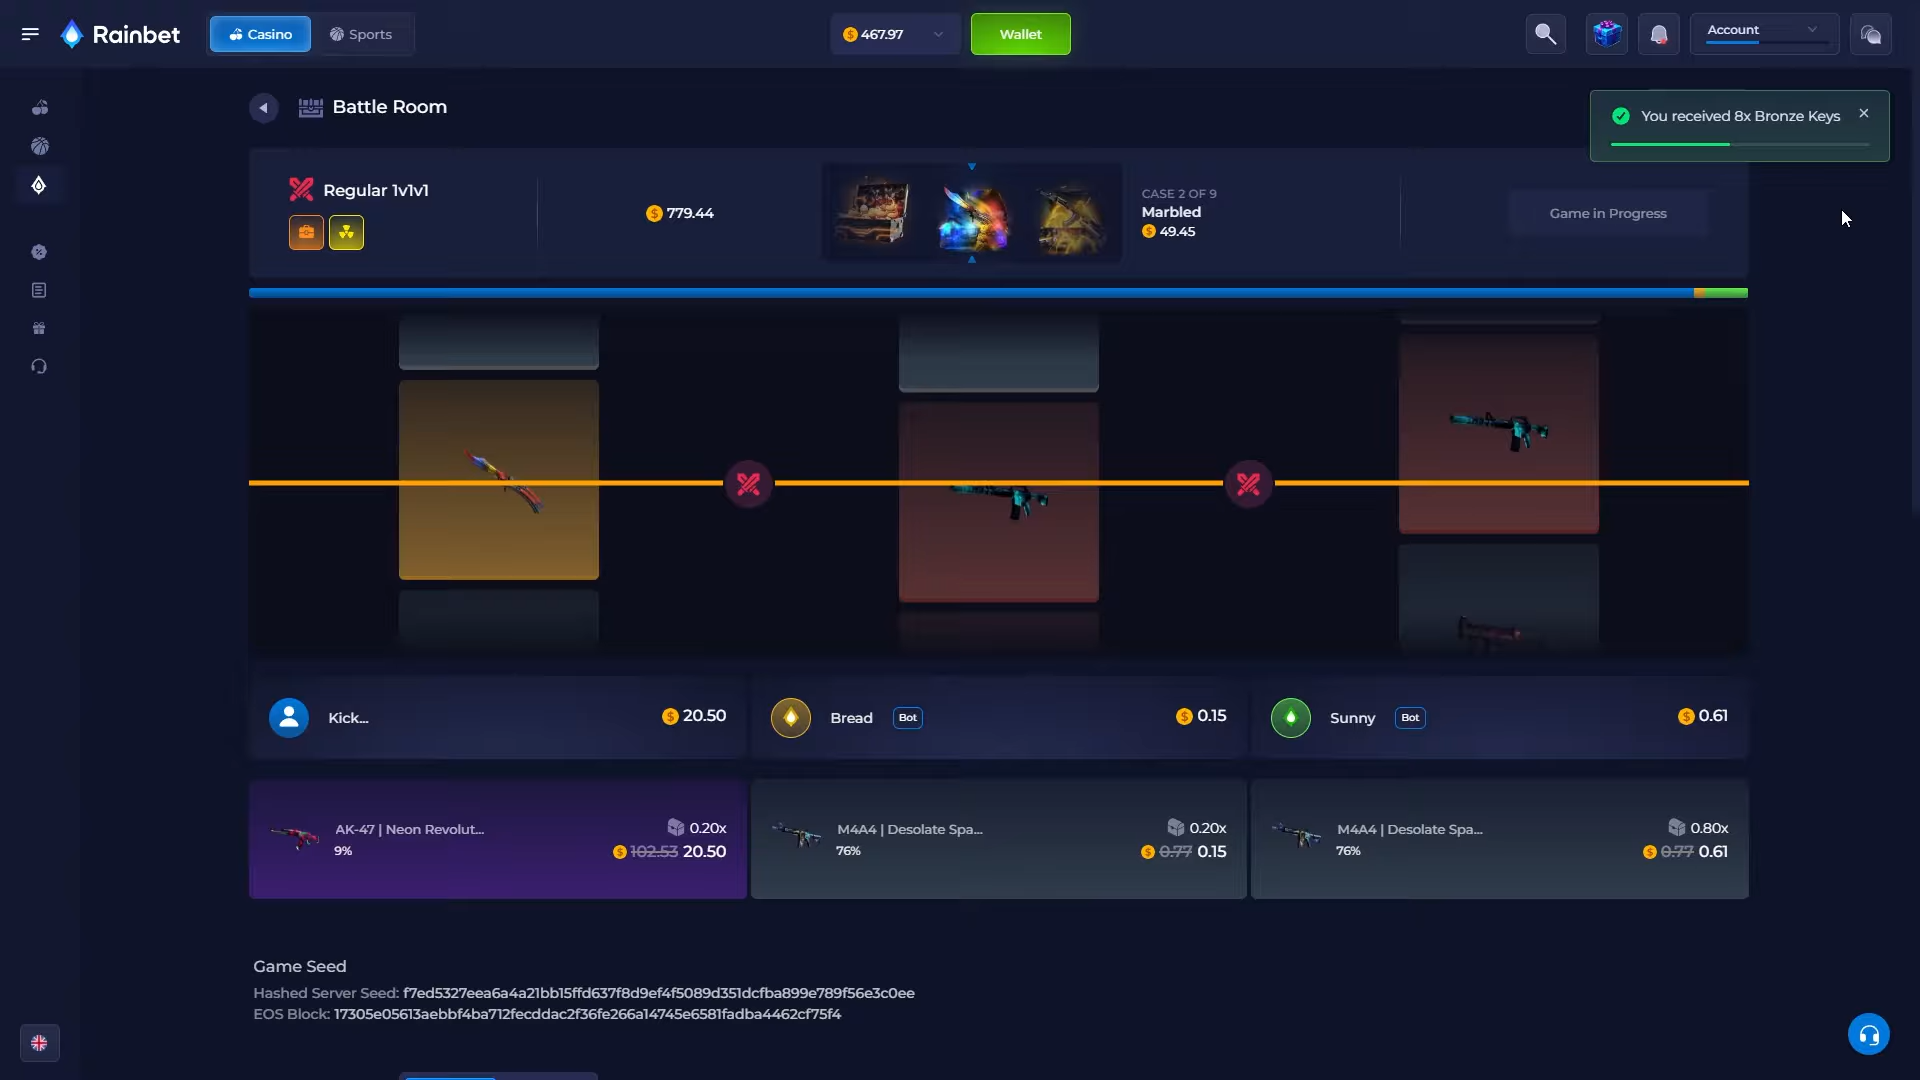 Rainbet
Casino
Sports
467.97
Wallet
Account
Battle Room
You received 8x Bronze Keys
Regular 1v1v1
779.44
CASE 2 OF 9
Marbled
49.45
Game in Progress
Kick...
20.50
Bread
Bot
0.15
Sunny
Bot
0.61
AK-47 | Neon Revolut...
0.20x
9%
102.53 20.50
M4A4 | Desolate Spa...
0.20x
76%
0.77 0.15
M4A4 | Desolate Spa...
0.80x
76%
0.77 0.61
Game Seed
Hashed Server Seed: f7ed5327eea6a4a21bb15ffd637f8d9ef4f5089d351dcfba899e789f56e3c0ee
EOS Block: 17305e05613aebbf4ba712fecddac2f36fe266a14745e6581fadba4462cf75f4